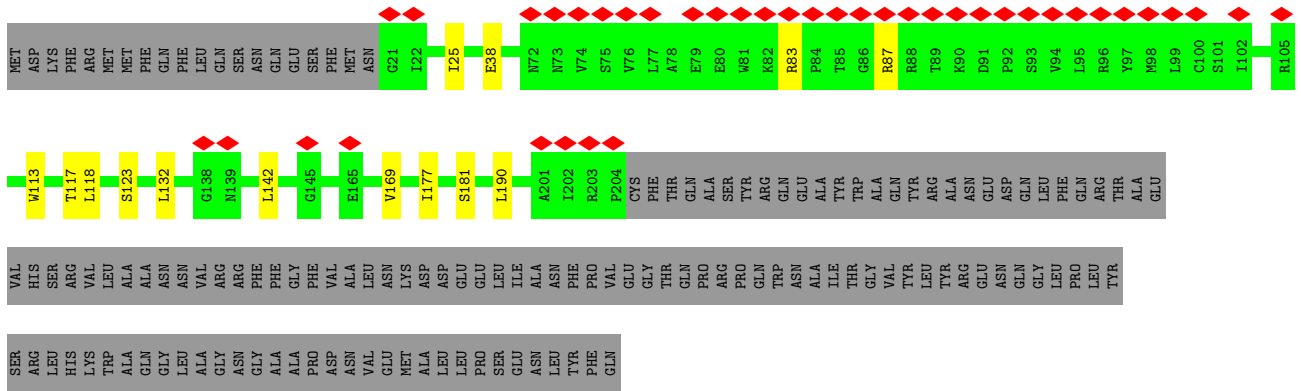 MET ASP LYS PHE ARG MET MET PHE GLN PHE LEU GLN SER ASN GLN GLU SER PHE MET ASN G21 I22 I25 E38 N72 N73 V74 S75 V76 L77 A78 E79 E80 W81 K82 R83 P84 T85 G86 R87 R88 T89 K90 D91 P92 S93 V94 L95 R96 Y97 M98 L99 C100 S101 I102 R105
W113 T117 L118 S123 L132 G138 N139 L142 G145 E165 V169 I177 S181 L190 A201 I202 R203 P204 CYS PHE THR GLN ALA SER TYR ARG GLN GLU ALA TYR TRP ALA GLN TYR ARG ALA ASN GLU ASP GLN LEU PHE GLN ARG THR ALA GLU
VAL HIS SER ARG VAL LEU ALA ALA ASN ASN VAL ARG ARG PHE PHE GLY PHE VAL ALA LEU ASN LYS ASP ASP GLU GLU LEU ILE ALA ASN PHE PRO VAL GLU GLY THR GLN PRO ARG PRO GLN TRP ASN ALA ILE THR GLY VAL TYR LEU TYR ARG GLU ASN GLN GLY LEU PRO LEU TYR
SER ARG LEU HIS LYS TRP ALA GLN GLY LEU ALA GLY ASN GLY ALA ALA PRO ASP ASN VAL GLU MET ALA LEU LEU PRO SER GLU ASN LEU TYR PHE GLN